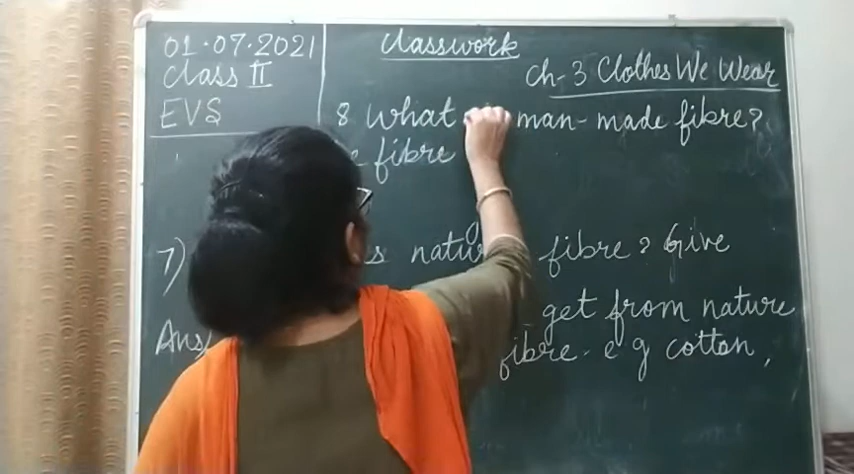 01.07.2021
Class II
EVS
Classwork
Ch-3 Clothes We Wear
8 What man-made fibre?
fibre
7) fibre? Give
Ans get from nature
fibre. e g cotton,